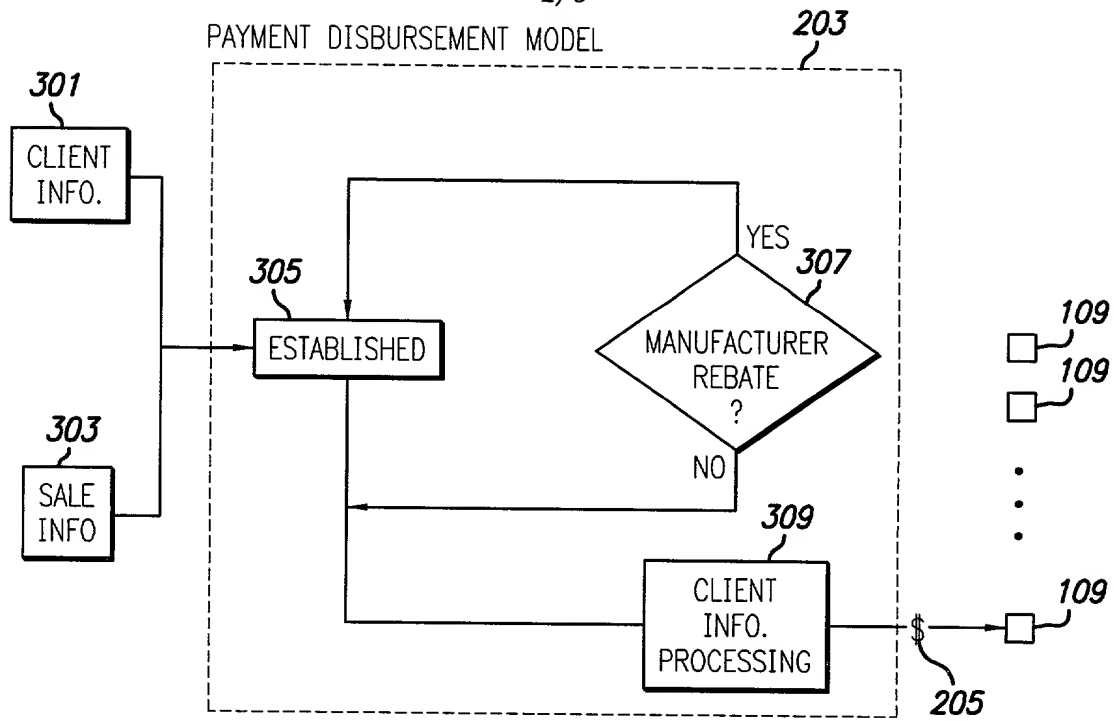 PAYMENT DISBURSEMENT MODEL
203
301
CLIENT
INFO.
YES
307
305
ESTABLISHED
MANUFACTURER
REBATE
?
109
109
303
SALE
INFO
NO
309
CLIENT
INFO.
PROCESSING
109
$
205